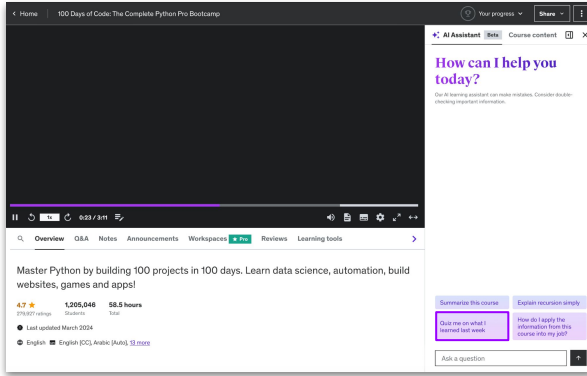 Home
100 Days of Code: The Complete Python Pro Bootcamp
Your progress
Share
AI Assistant Beta
Course content
How can I help you
today?
Our AI learning assistant can make mistakes. Consider double-
checking important information.
1x
0:23 / 3:11
Overview Q&A Notes Announcements Workspaces Pro Reviews Learning tools
Master Python by building 100 projects in 100 days. Learn data science, automation, build
websites, games and apps!
4.7 1,205,046 58.5 hours
279,927 ratings Students Total
Last updated March 2024
English English [CC], Arabic [Auto], 13 more
Summarize this course
Explain recursion simply
Quiz me on what I
learned last week
How do I apply the
information from this
course into my job?
Ask a question